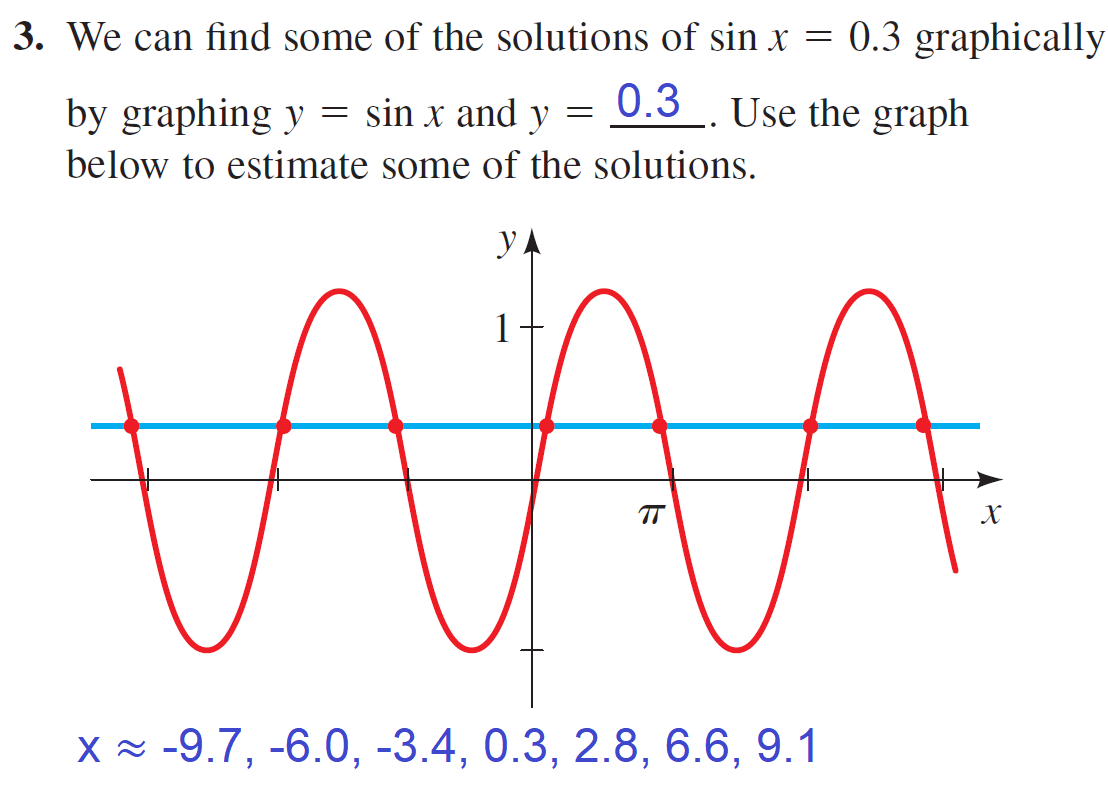 3. We can find some of the solutions of sin x = 0.3 graphically
by graphing y = sin x and y = 0.3. Use the graph
below to estimate some of the solutions.
y
1
π
x
x ≈ -9.7, -6.0, -3.4, 0.3, 2.8, 6.6, 9.1